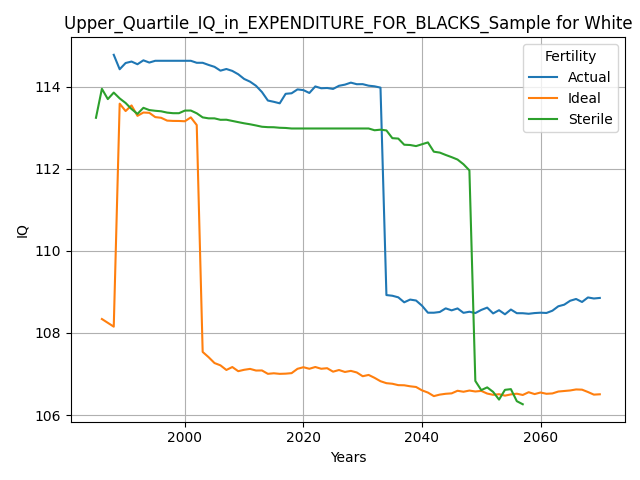 Upper_Quartile_IQ_in_EXPENDITURE_FOR_BLACKS_Sample for White
Fertility
Actual
Ideal
Sterile
114
112
110
108
106
IQ
2000
2020
2040
2060
Years